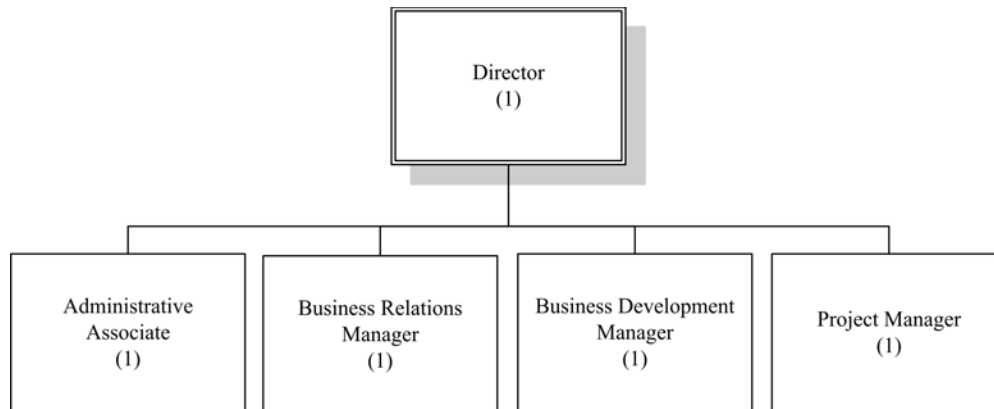 Director
(1)
Administrative
Associate
(1)
Business Relations
Manager
(1)
Business Development
Manager
(1)
Project Manager
(1)